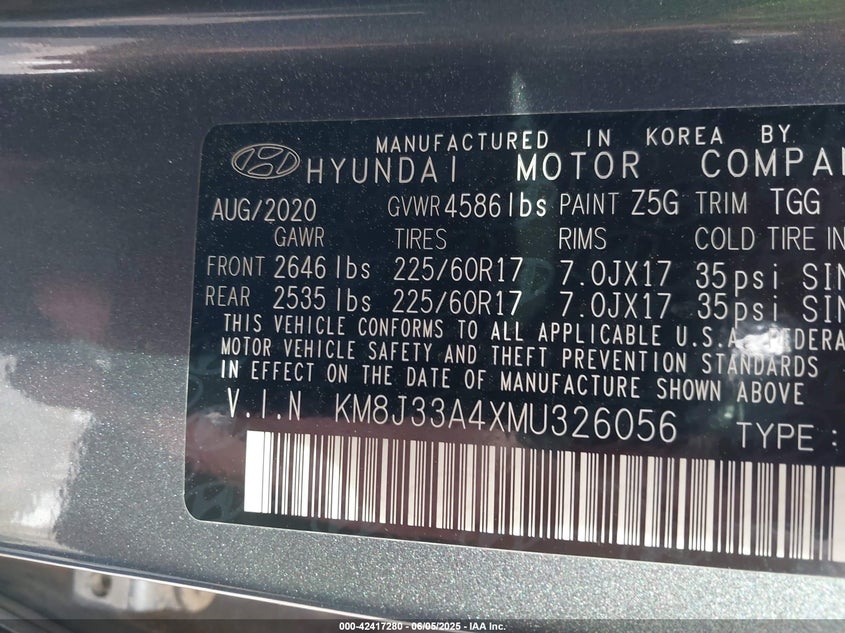 MANUFACTURED IN KOREA BY
HYUNDAI MOTOR COMPA
AUG/2020 GVWR 4586 lbs PAINT Z5G TRIM TGG
GAWR TIRES RIMS COLD TIRE IN
FRONT 2646 lbs 225/60R17 7.0JX17 35psi SIN
REAR 2535 lbs 225/60R17 7.0JX17 35psi SIN
THIS VEHICLE CONFORMS TO ALL APPLICABLE U.S.A. FEDERA
MOTOR VEHICLE SAFETY AND THEFT PREVENTION STANDARDS
IN EFFECT ON THE DATE OF MANUFACTURE SHOWN ABOVE
V.I.N KM8J33A4XMU326056 TYPE :
000-42417280 - 06/05/2025 - Copyright © 2025 IAA, Inc.